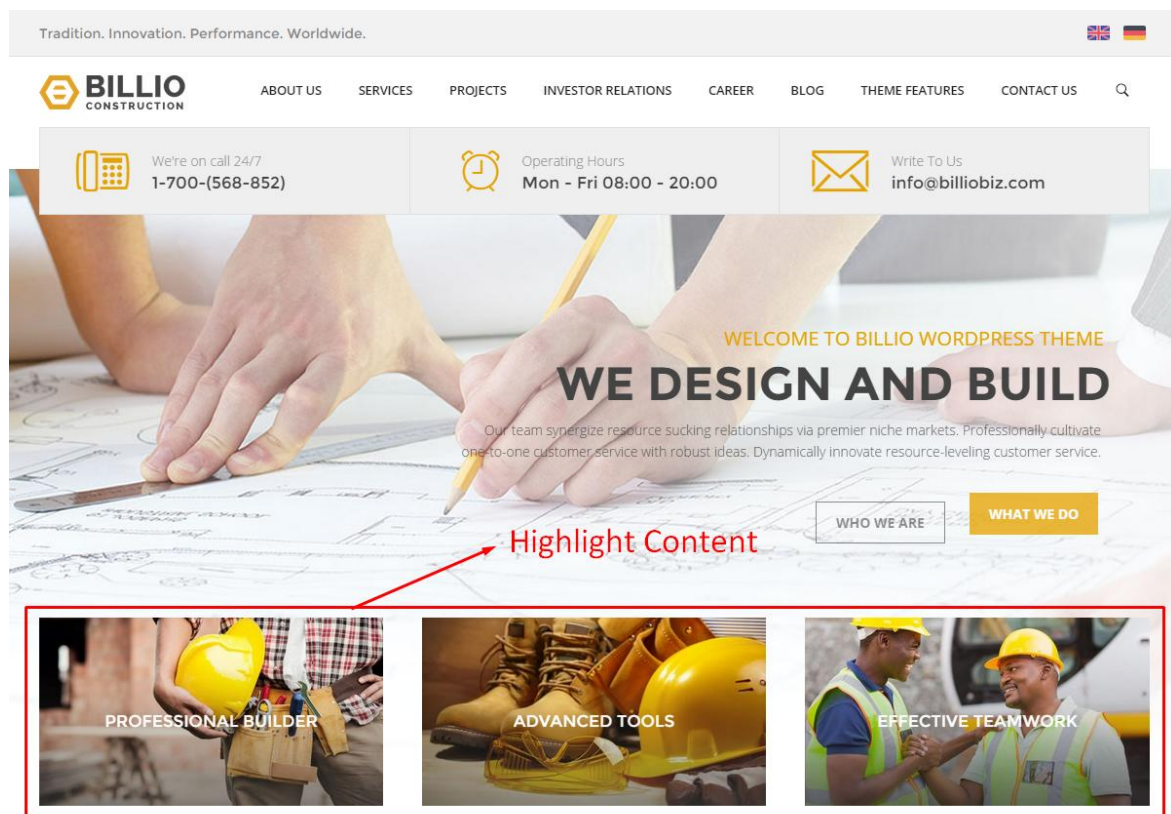 Tradition. Innovation. Performance. Worldwide.
BILLIO
CONSTRUCTION
ABOUT US SERVICES PROJECTS INVESTOR RELATIONS CAREER BLOG THEME FEATURES CONTACT US
We're on call 24/7
1-700-(568-852)
Operating Hours
Mon - Fri 08:00 - 20:00
Write To Us
info@billiobiz.com
WELCOME TO BILLIO WORDPRESS THEME
WE DESIGN AND BUILD
Our team synergize resource sucking relationships via premier niche markets. Professionally cultivate
one-to-one customer service with robust ideas. Dynamically innovate resource-leveling customer service.
WHO WE ARE
WHAT WE DO
Highlight Content
PROFESSIONAL BUILDER
ADVANCED TOOLS
EFFECTIVE TEAMWORK